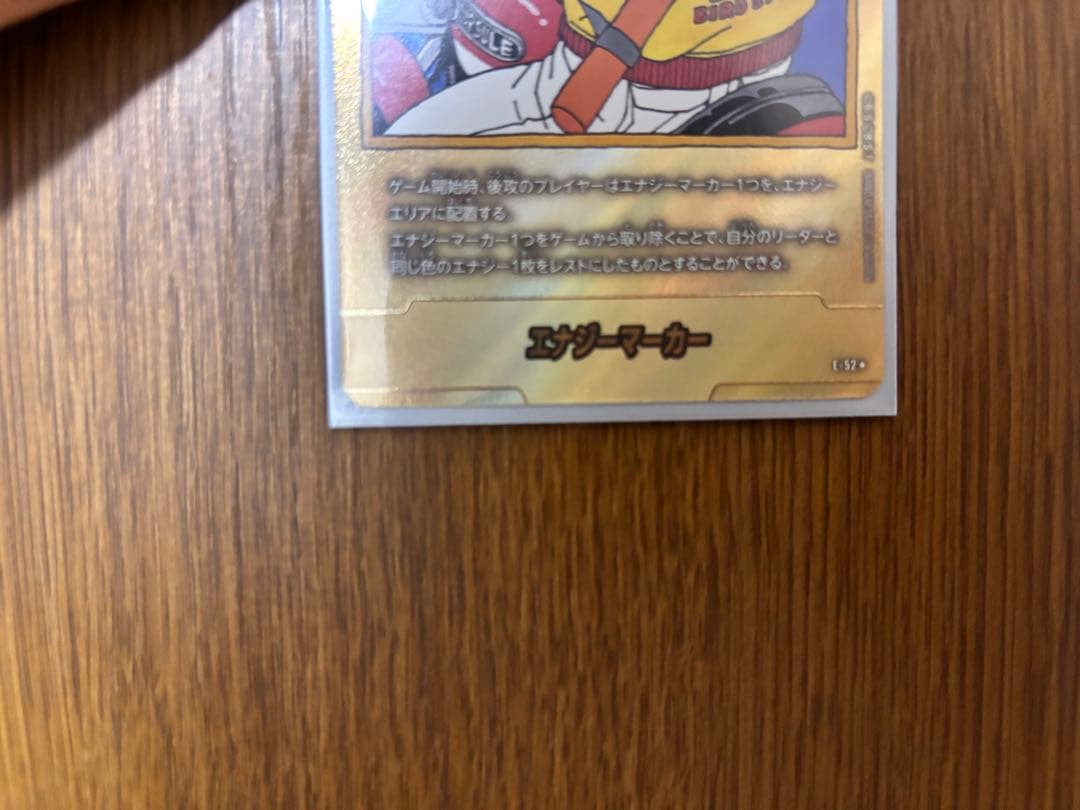 ゲーム開始時、後攻のプレイヤーはエナジーマーカー1つを、エナジー
エリアに配置する
エナジーマーカー1つをゲームから取り除くことで、自分のリーダーと
同じ色のエナジー1枚をレストにしたものとすることができる
エナジーマーカー
E-52